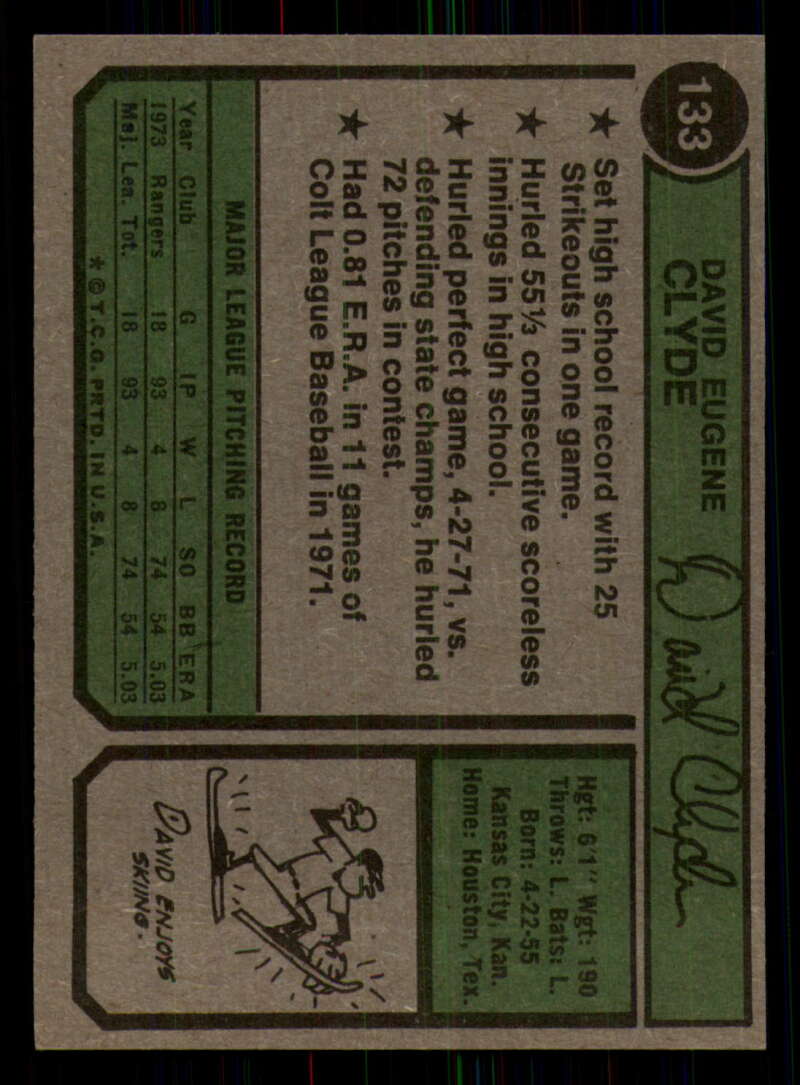 133
DAVID EUGENE
CLYDE
David Clyde
★ Set high school record with 25
Strikeouts in one game.
★ Hurled 55⅓ consecutive scoreless
innings in high school.
★ Hurled perfect game, 4-27-71, vs.
defending state champs, he hurled
72 pitches in contest.
★ Had 0.81 E.R.A. in 11 games of
Colt League Baseball in 1971.
MAJOR LEAGUE PITCHING RECORD
Year Club G IP W L SO BB ERA
1973 Rangers 18 93 4 8 74 54 5.03
Maj. Lea. Tot. 18 93 4 8 74 54 5.03
* © T.C.G. PRTD. IN U.S.A.
Hgt: 6'1" Wgt: 190
Throws: L. Bats: L.
Born: 4-22-55
Kansas City, Kan.
Home: Houston, Tex.
DAVID ENJOYS
SKIING.